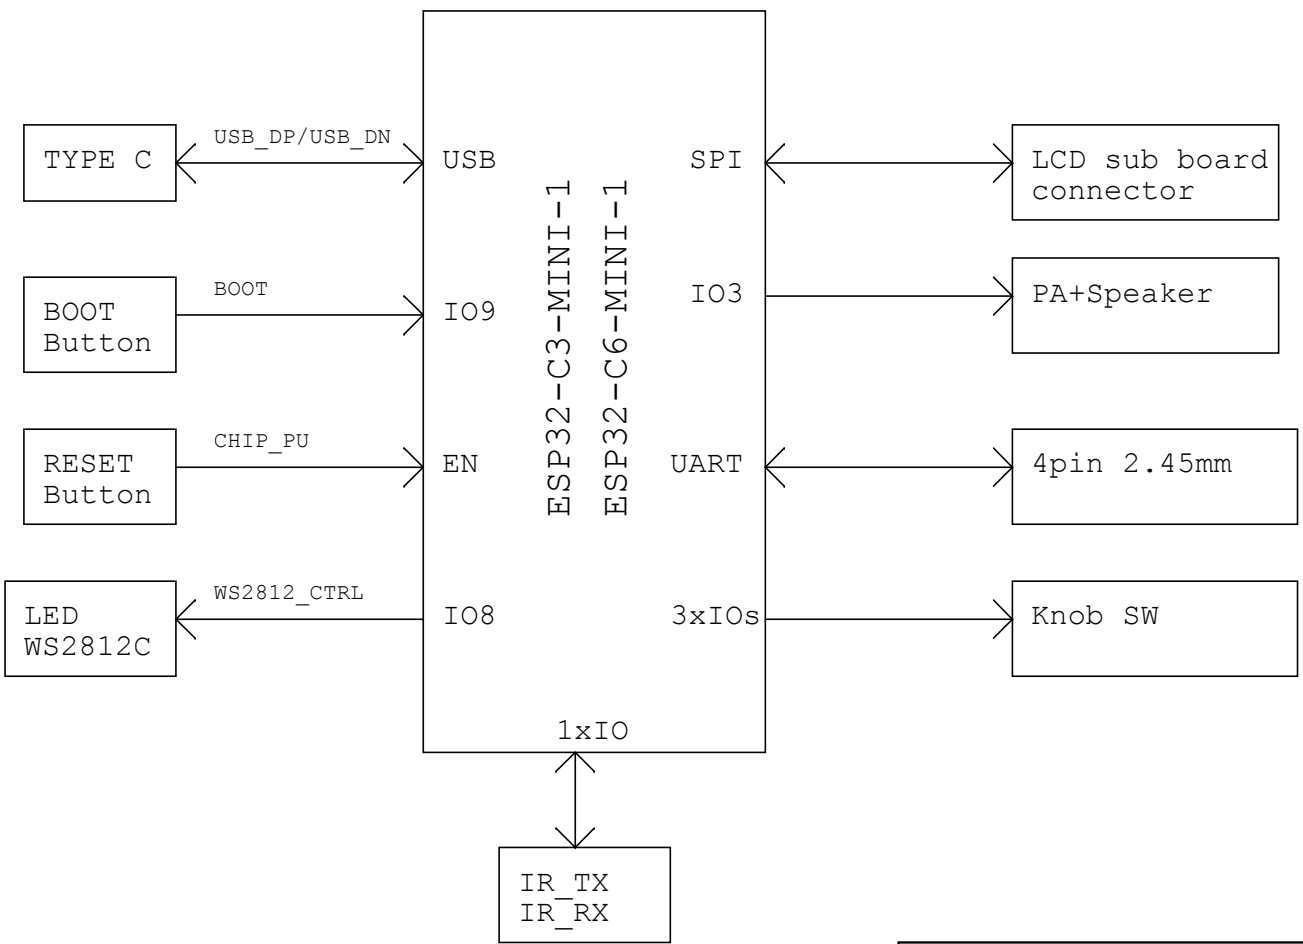 USB_DP/USB_DN
TYPE C
USB
SPI
LCD sub board
connector
BOOT
BOOT
Button
IO9
IO3
PA+Speaker
ESP32-C3-MINI-1
ESP32-C6-MINI-1
CHIP_PU
RESET
Button
EN
UART
4pin 2.45mm
WS2812_CTRL
LED
WS2812C
IO8
3xIOs
Knob SW
1xIO
IR_TX
IR_RX